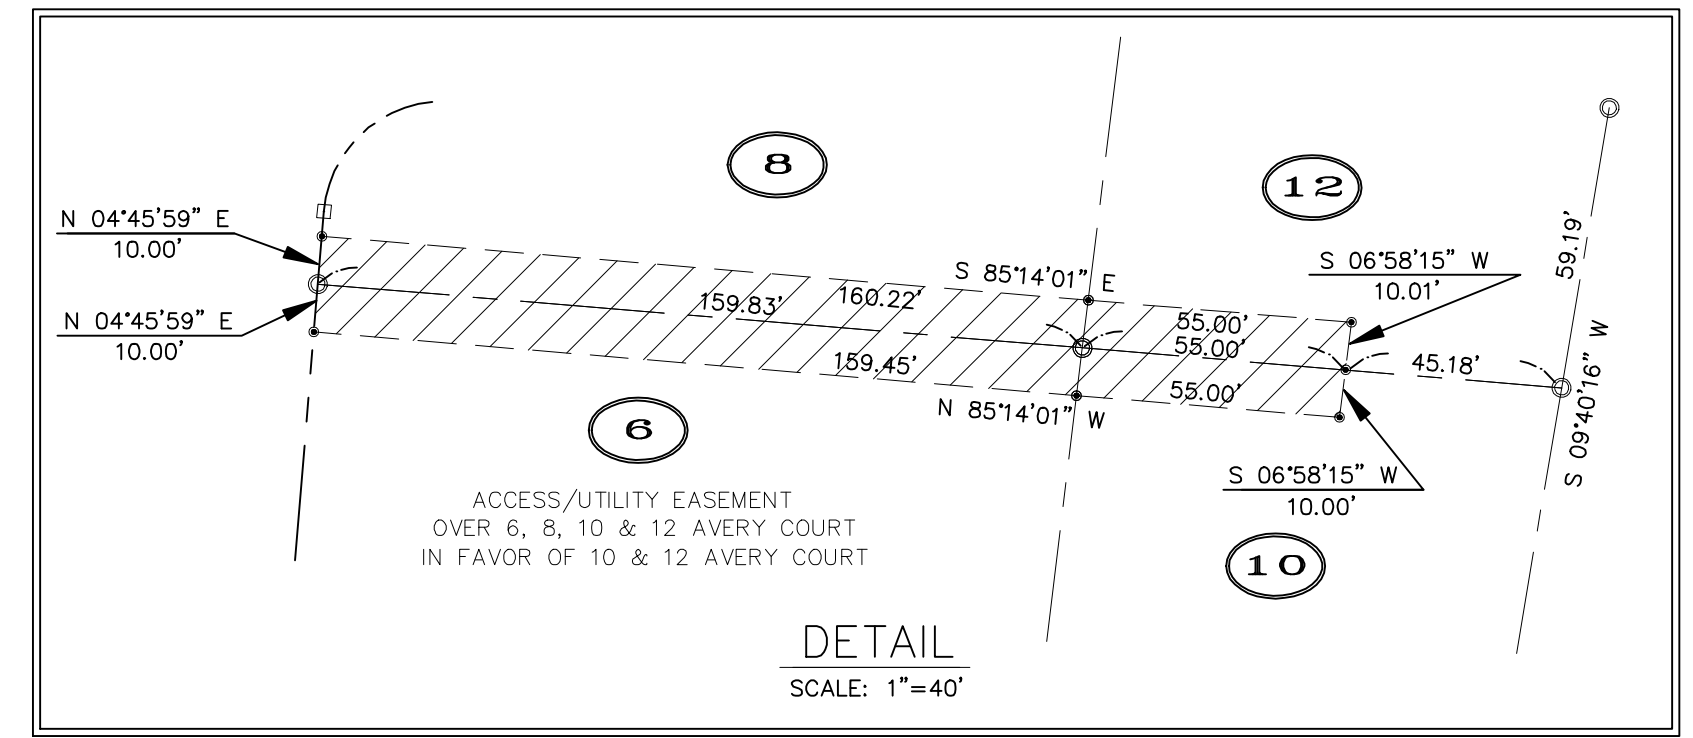 8
12
N 04°45'59" E
10.00'
59.19'
S 06°58'15" W
10.01'
S 85°14'01" E
159.83'
160.22'
55.00'
N 04°45'59" E
10.00'
55.00'
159.45'
45.18'
55.00'
N 85°14'01" W
S 09°40'16" W
6
S 06°58'15" W
10.00'
ACCESS/UTILITY EASEMENT
OVER 6, 8, 10 & 12 AVERY COURT
IN FAVOR OF 10 & 12 AVERY COURT
10
DETAIL
SCALE: 1"=40'